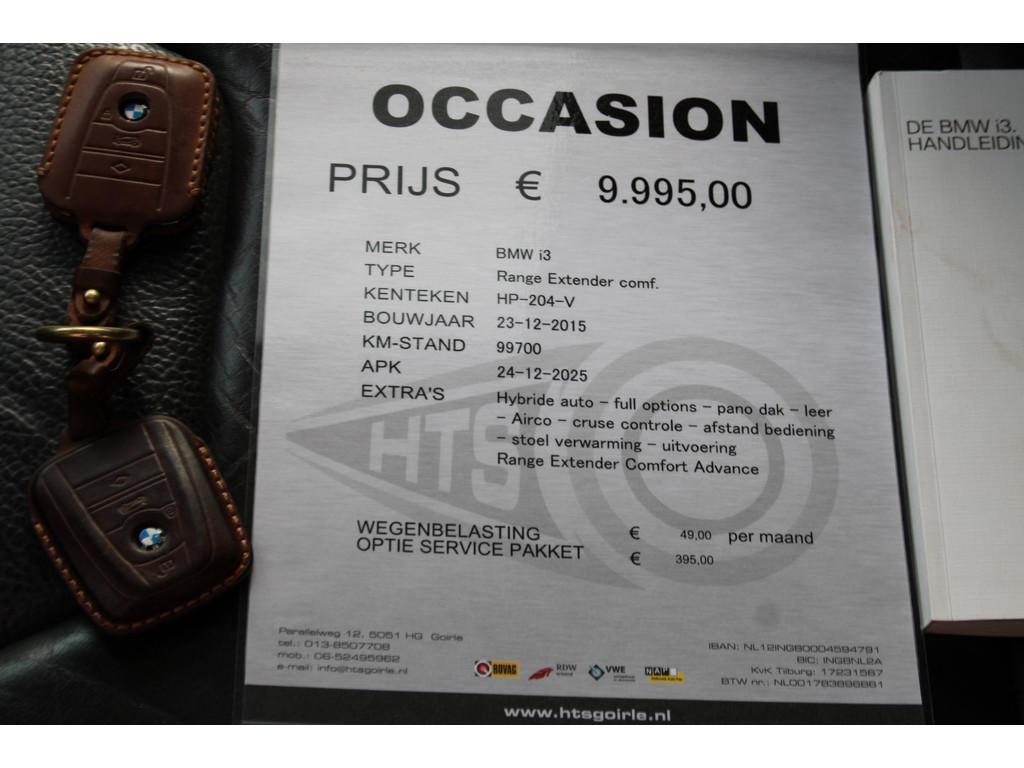 OCCASION
PRIJS € 9.995,00
MERK BMW i3
TYPE Range Extender comf.
KENTEKEN HP-204-V
BOUWJAAR 23-12-2015
KM-STAND 99700
APK 24-12-2025
EXTRA'S Hybride auto - full options - pano dak - leer
- Airco - cruse controle - afstand bediening
- stoel verwarming - uitvoering
Range Extender Comfort Advance
HTS
WEGENBELASTING € 49,00 per maand
OPTIE SERVICE PAKKET € 395,00
Parallelweg 12, 5051 HG Goirle
tel.: 013-8507708
mob.: 06-52495962
e-mail: info@htsgoirle.nl
BOVAG
RDW
VWE
IBAN: NL12INGB0004594791
BIC: INGBNL2A
KvK Tilburg: 17231567
www.htsgoirle.nl
DE BMW i3.
HANDLEIDIN